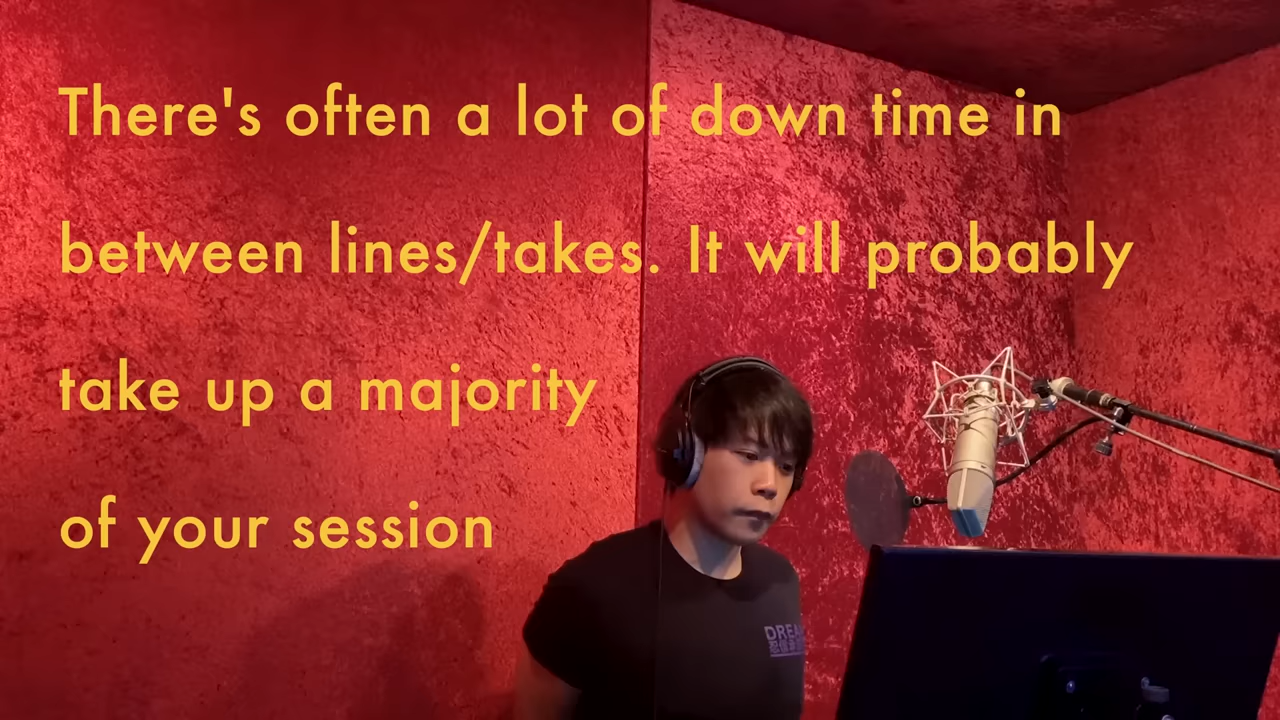 There's often a lot of down time in
between lines/takes. It will probably
take up a majority
of your session